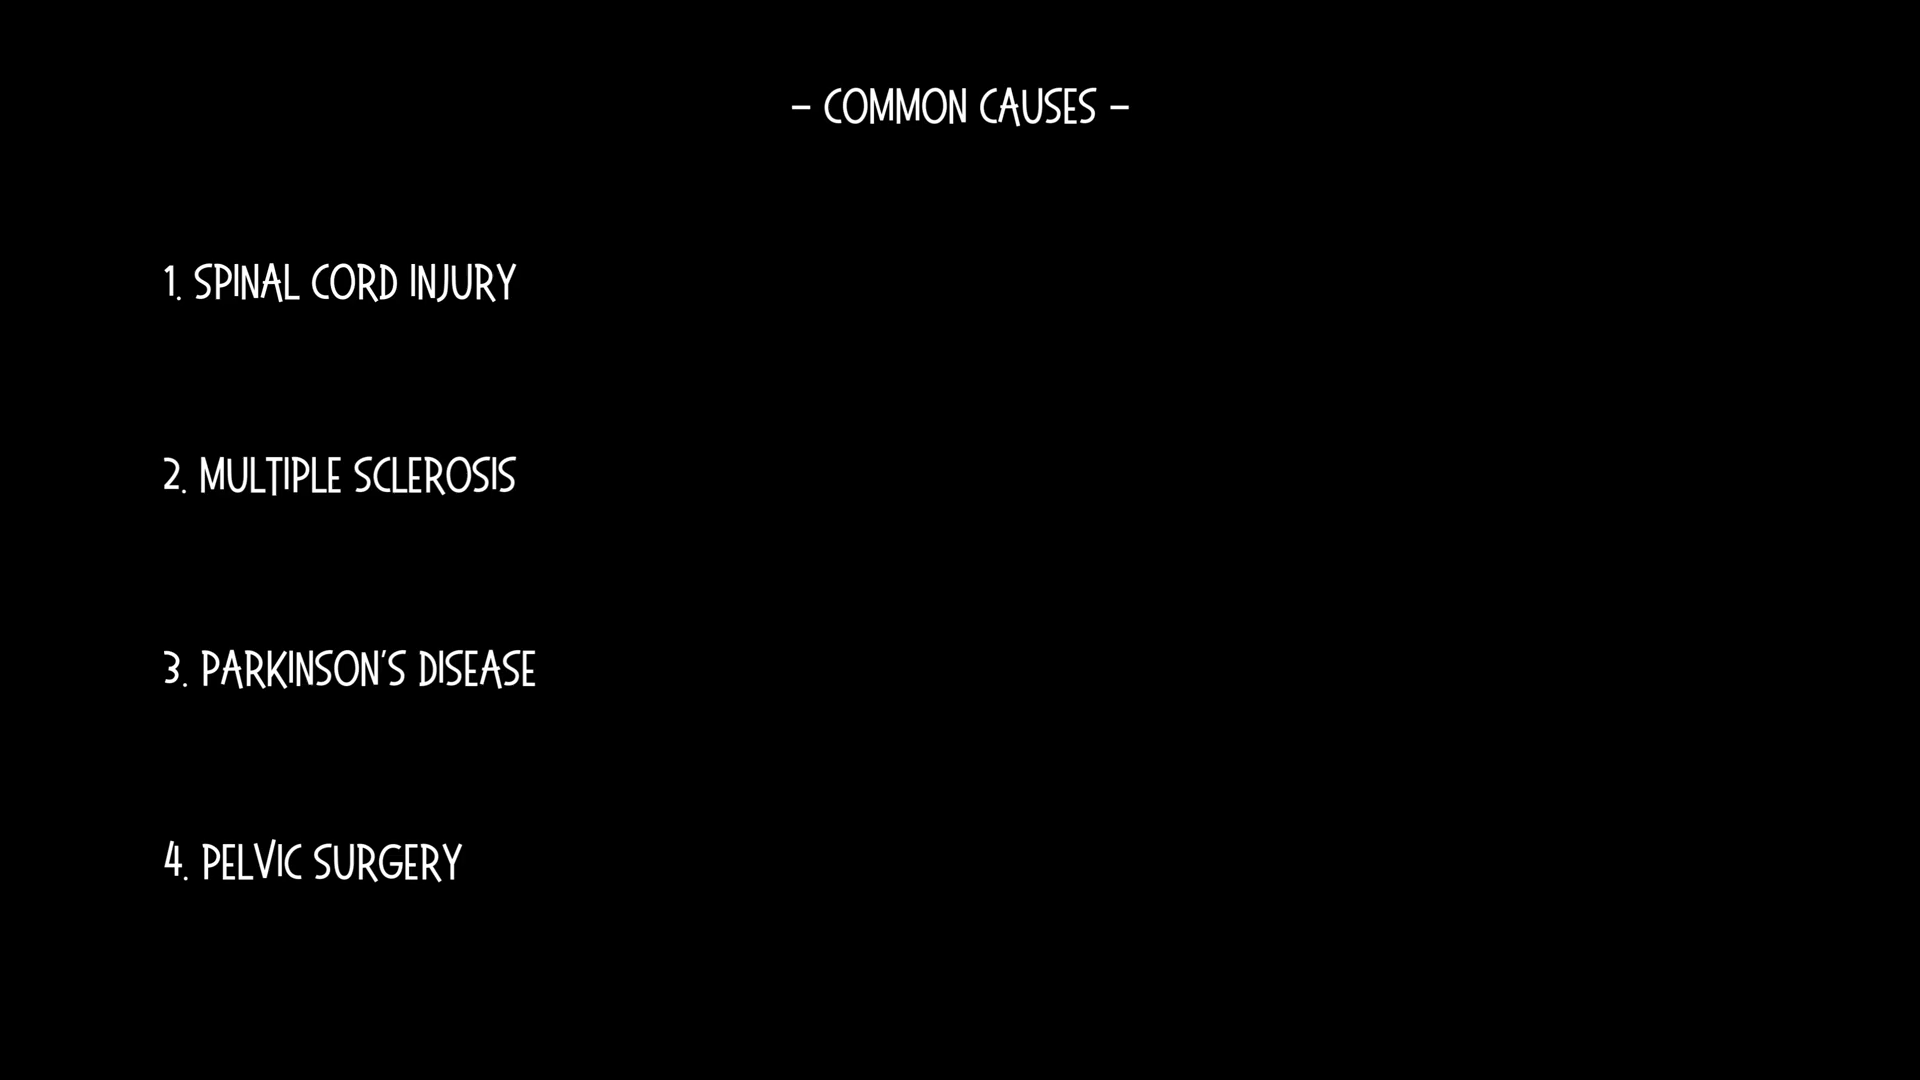 - COMMON CAUSES -
1. SPINAL CORD INJURY
2. MULTIPLE SCLEROSIS
3. PARKINSON'S DISEASE
4. PELVIC SURGERY